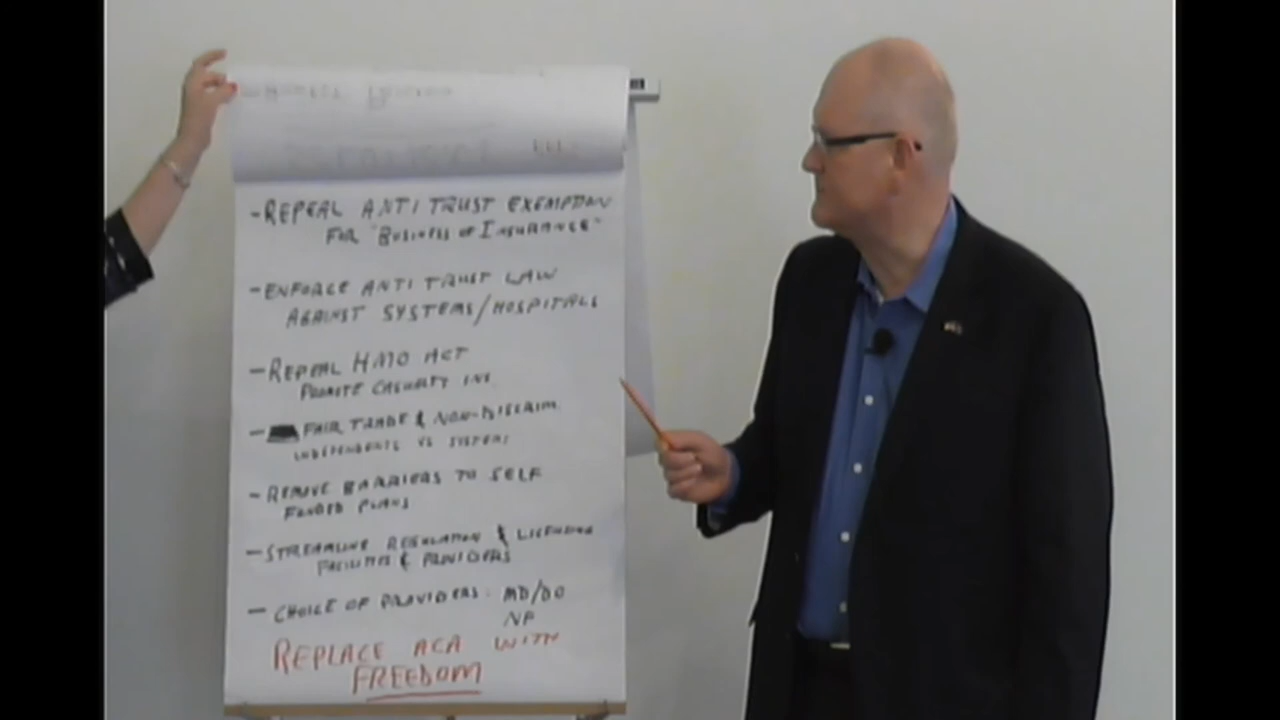 - REPEAL ANTI TRUST EXEMPTION
FOR "BUSINESS OF INSURANCE"
- ENFORCE ANTI TRUST LAW
AGAINST SYSTEMS/HOSPITALS
- REPEAL HMO ACT
PROMOTE CASUALTY INS
- FAIR TRADE & NON-DISCRIM
INDEPENDENTS VS SYSTEMS
- REMOVE BARRIERS TO SELF
FUNDED PLANS
- STREAMLINE REGULATION & LICENSING
FACILITIES & PROVIDERS
- CHOICE OF PROVIDERS: MD/DO
NP
REPLACE ACA WITH
FREEDOM